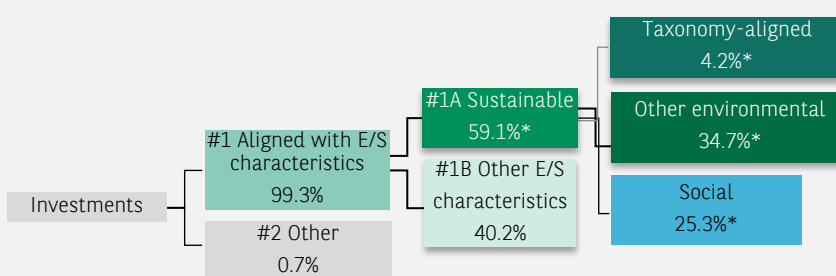 Taxonomy-aligned
4.2%*
#1A Sustainable
59.1%*
Other environmental
34.7%*
#1 Aligned with E/S
characteristics
99.3%
#1B Other E/S
characteristics
40.2%
Social
25.3%*
Investments
#2 Other
0.7%